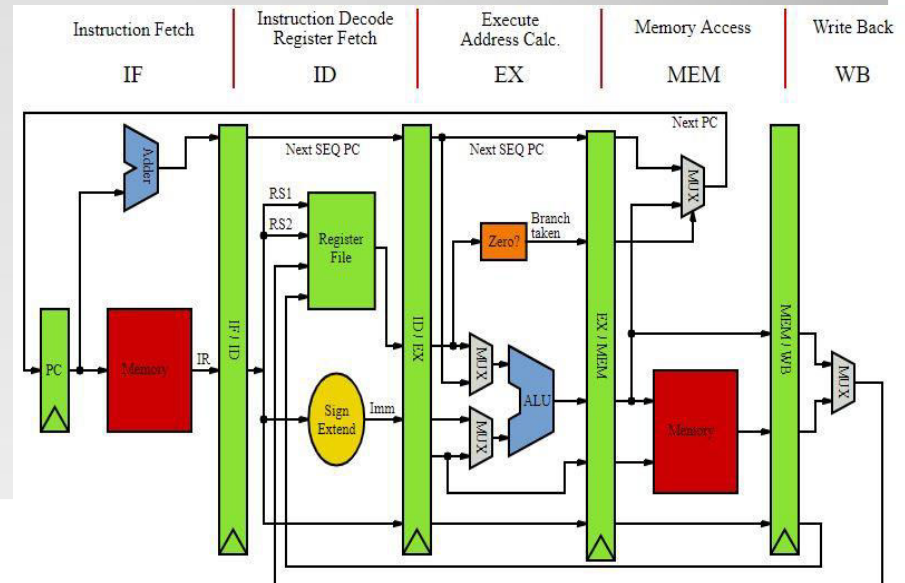 Instruction Fetch
IF
Instruction Decode
Register Fetch
ID
Execute
Address Calc.
EX
Memory Access
MEM
Write Back
WB
Next PC
Adder
Next SEQ PC
Next SEQ PC
MUX
RS1
RS2
Register
File
Branch
taken
Zero?
PC
Memory
IR
IF / ID
Sign
Extend
Imm
ID / EX
MUX
MUX
ALU
EX / MEM
Memory
MEM / WB
MUX